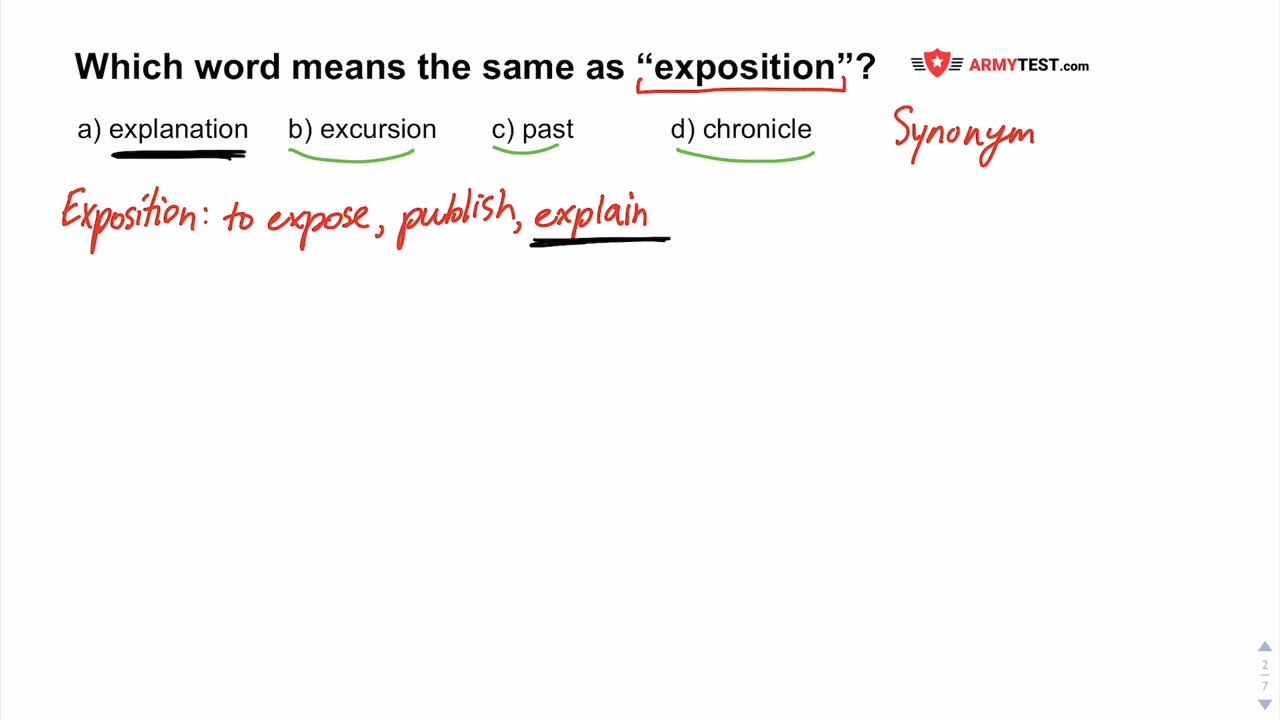 Which word means the same as “exposition”?
ARMYTEST.com
a) explanation b) excursion c) past d) chronicle
Synonym
Exposition: to expose, publish, explain
2
7